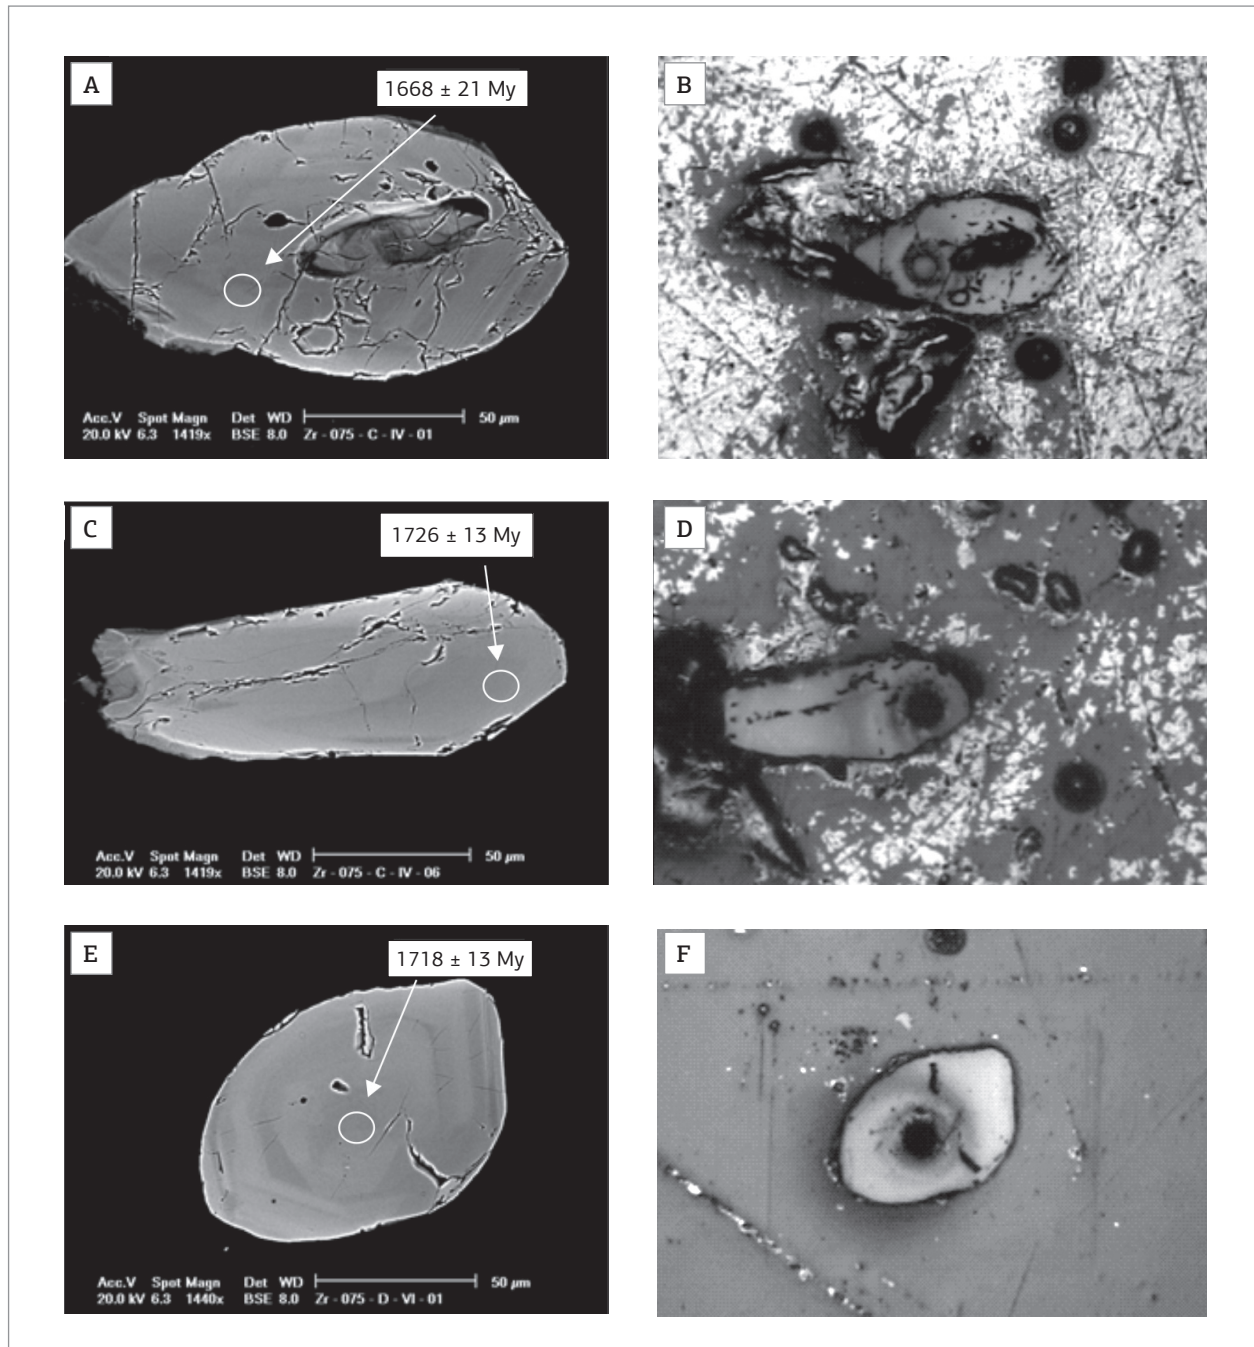 A
1668 ± 21 My
Acc.V Spot Magn Det WD 50 µm
20.0 kV 6.3 1419x BSE 8.0 Zr - 075 - C - IV - 01
B
C
1726 ± 13 My
Acc.V Spot Magn Det WD 50 µm
20.0 kV 6.3 1419x BSE 8.0 Zr - 075 - C - IV - 06
D
E
1718 ± 13 My
Acc.V Spot Magn Det WD 50 µm
20.0 kV 6.3 1440x BSE 8.0 Zr - 075 - D - VI - 01
F